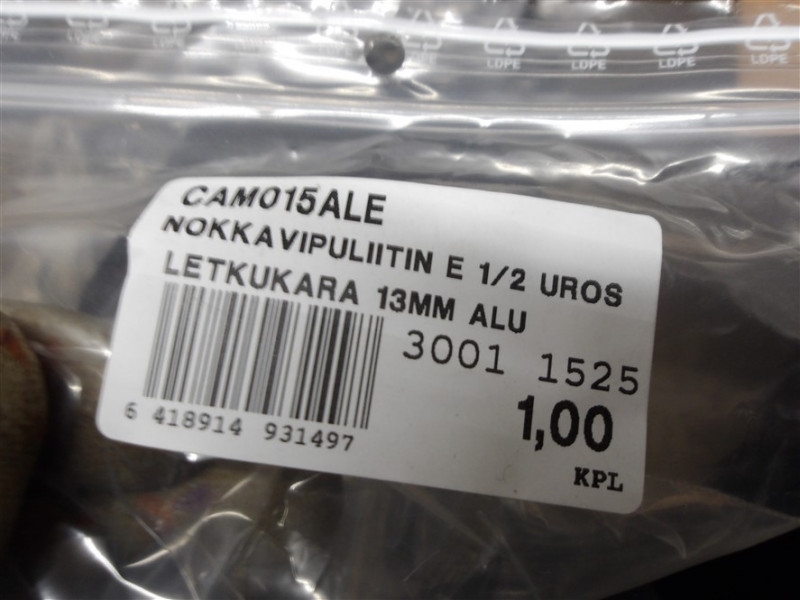 LDPE LDPE LDPE LDPE
CAM015ALE
NOKKAVIPULIITIN E 1/2 UROS
LETKUKARA 13MM ALU
3001 1525
6 418914 931497
1,00
KPL